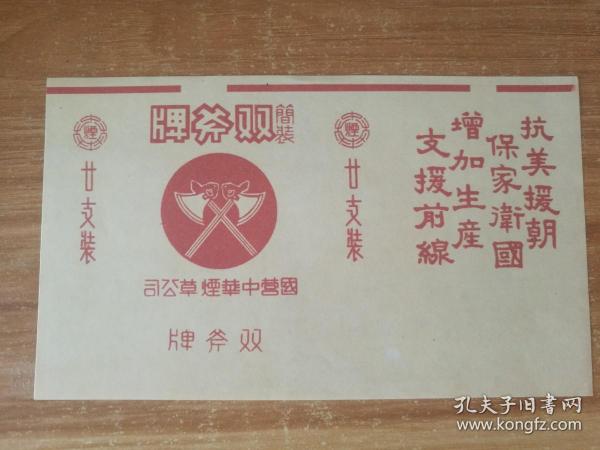 煙
廿支裝
簡裝
双斧牌
國营中華煙草公司
双斧牌
煙
廿支裝
抗美援朝
保家衛國
增加生産
支援前線
孔夫子旧书网
www.kongfz.com